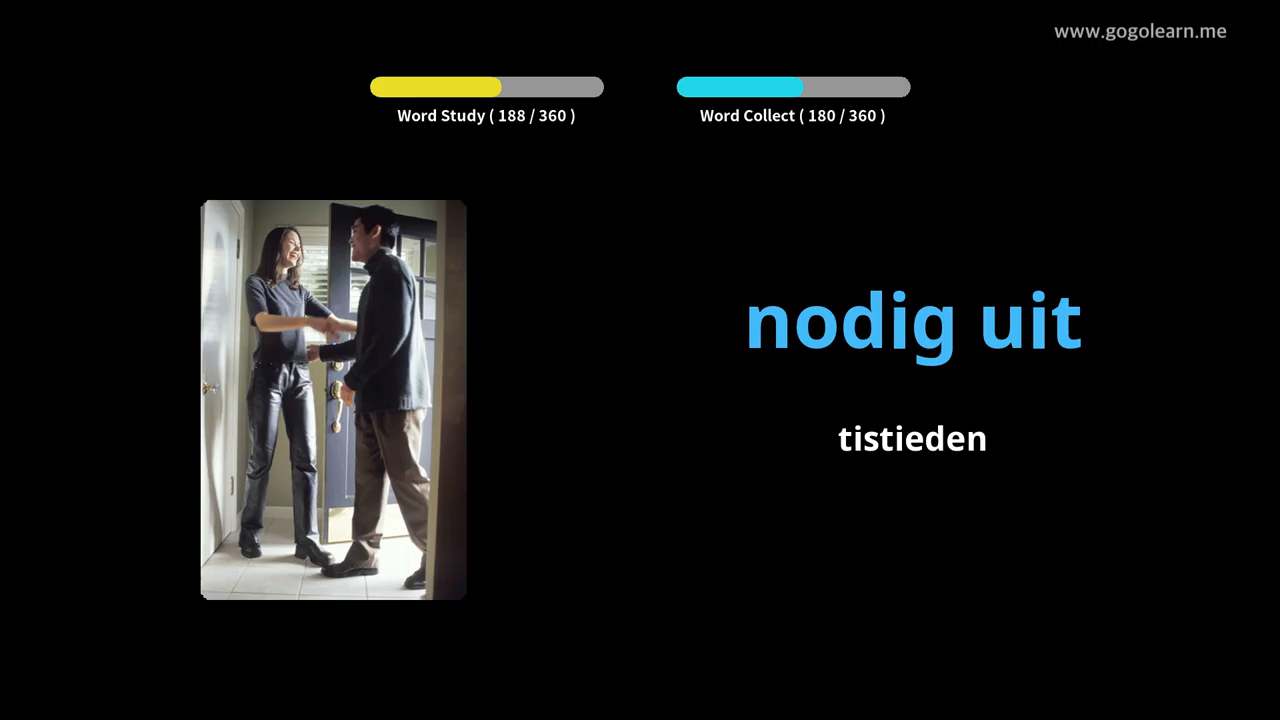 www.gogolearn.me
Word Study ( 188 / 360 )
Word Collect ( 180 / 360 )
nodig uit
tistieden